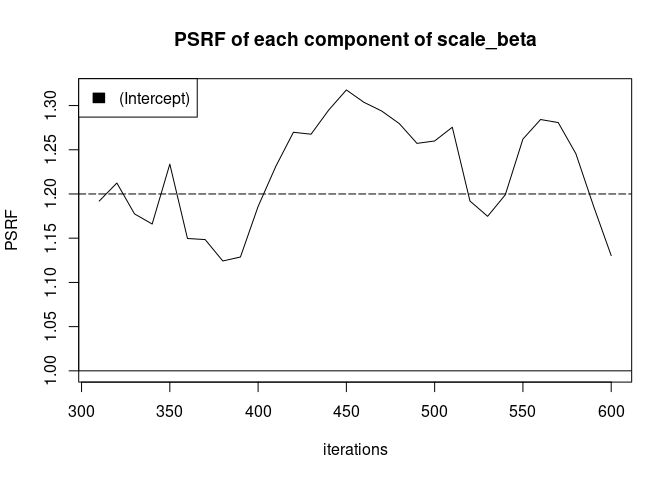 PSRF of each component of scale_beta
(Intercept)
PSRF
1.30
1.25
1.20
1.15
1.10
1.05
1.00
300 350 400 450 500 550 600
iterations